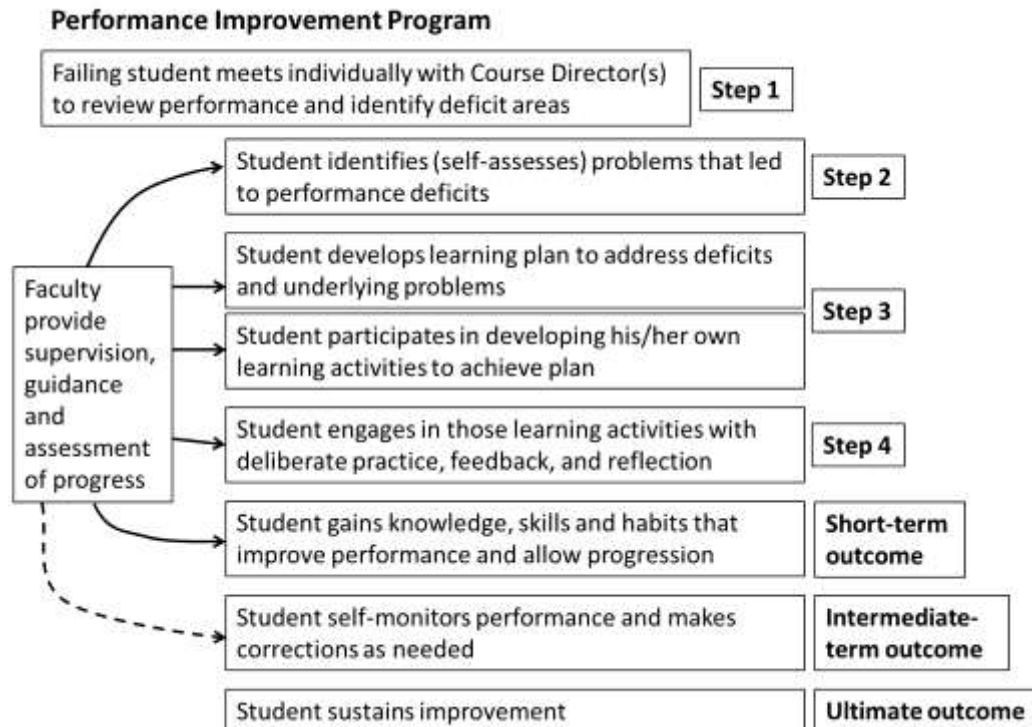 Performance Improvement Program
Failing student meets individually with Course Director(s)
to review performance and identify deficit areas
Step 1
Student identifies (self-assesses) problems that led
to performance deficits
Step 2
Student develops learning plan to address deficits
and underlying problems
Step 3
Student participates in developing his/her own
learning activities to achieve plan
Faculty
provide
supervision,
guidance
and
assessment
of progress
Student engages in those learning activities with
deliberate practice, feedback, and reflection
Step 4
Student gains knowledge, skills and habits that
improve performance and allow progression
Short-term
outcome
Student self-monitors performance and makes
corrections as needed
Intermediate-
term outcome
Student sustains improvement
Ultimate outcome